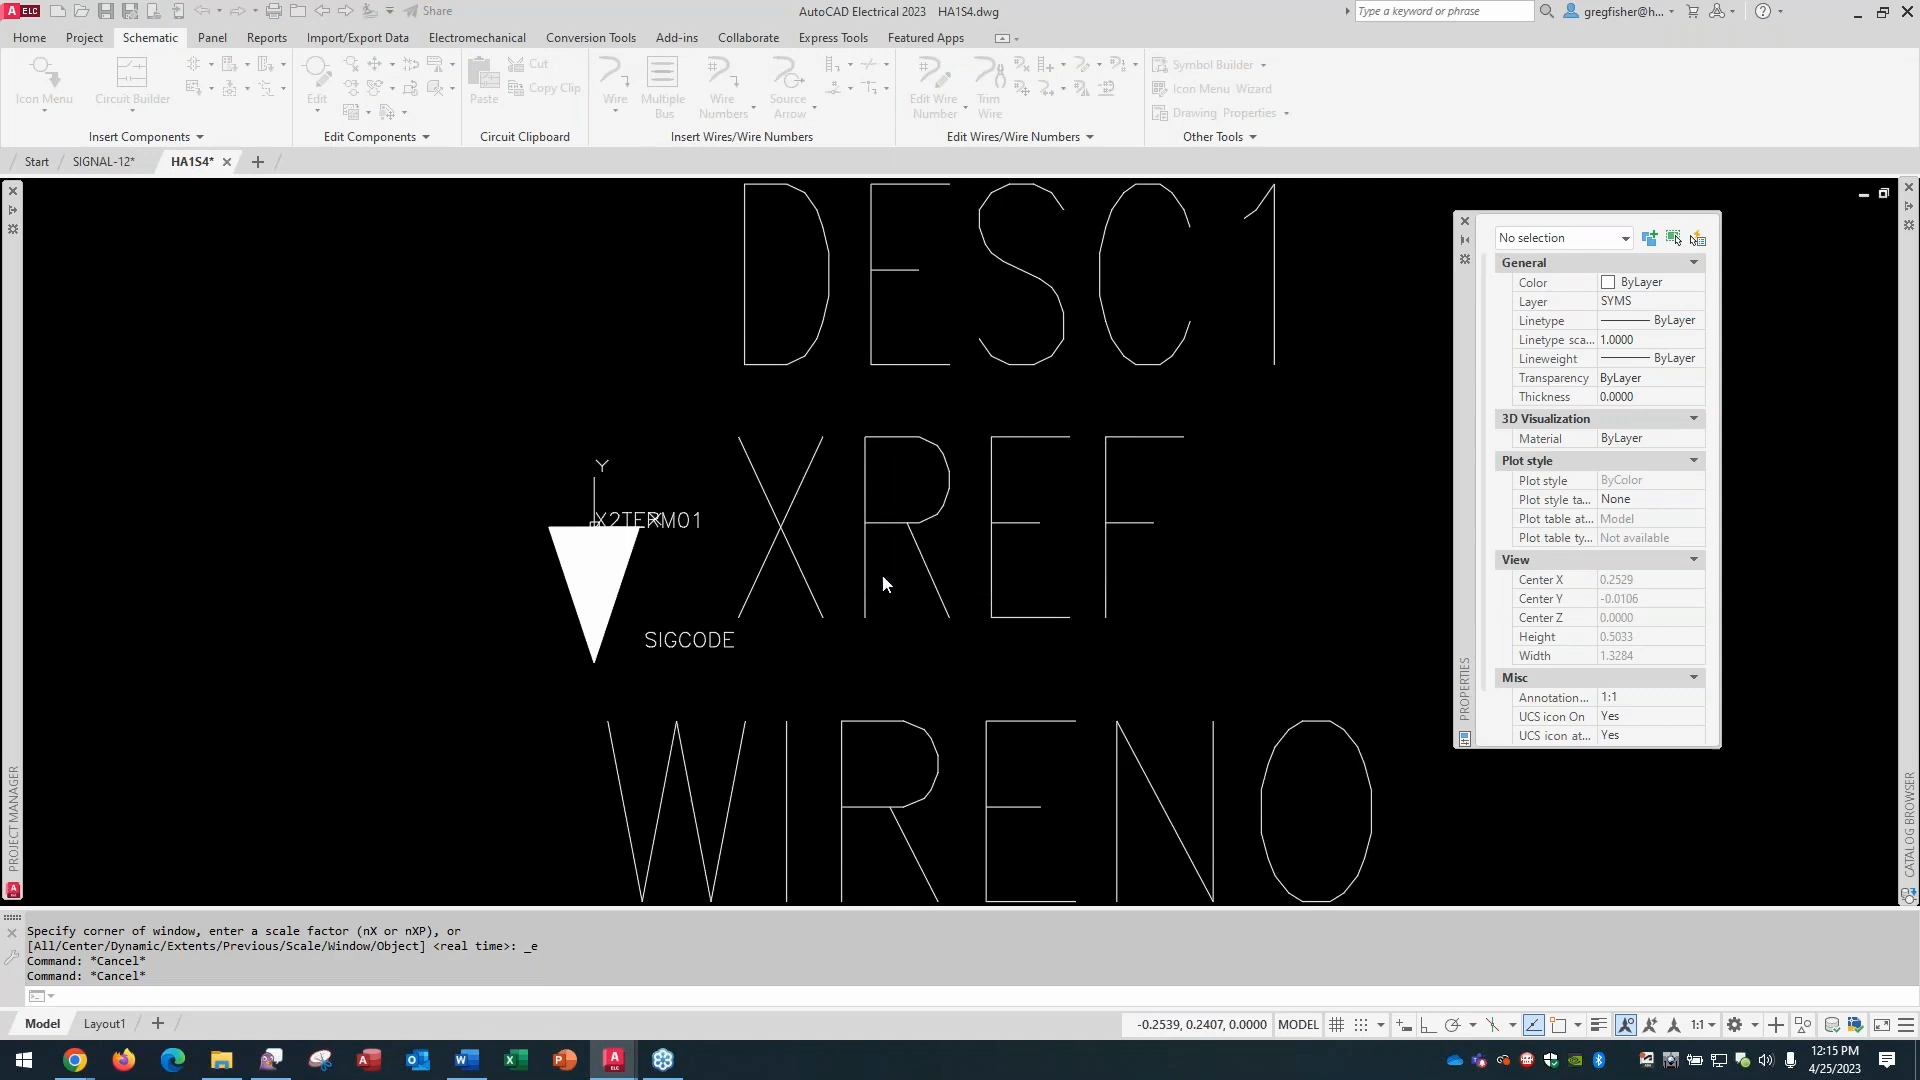 A ELC
Share
AutoCAD Electrical 2023 HA1S4.dwg
Type a keyword or phrase
gregfisher@h...
Home Project Schematic Panel Reports Import/Export Data Electromechanical Conversion Tools Add-ins Collaborate Express Tools Featured Apps
Icon Menu
Circuit Builder
Edit
Paste
Cut
Copy Clip
Wire
Multiple Bus
Wire Numbers
Source Arrow
Edit Wire Number
Trim Wire
Symbol Builder
Icon Menu Wizard
Drawing Properties
Insert Components
Edit Components
Circuit Clipboard
Insert Wires/Wire Numbers
Edit Wires/Wire Numbers
Other Tools
Start SIGNAL-12* HA1S4*
DESC1
XREF
Y
X2TERM01
X
SIGCODE
WIRENO
No selection
General
Color ByLayer
Layer SYMS
Linetype ByLayer
Linetype sca... 1.0000
Lineweight ByLayer
Transparency ByLayer
Thickness 0.0000
3D Visualization
Material ByLayer
Plot style
Plot style ByColor
Plot style ta... None
Plot table at... Model
Plot table ty... Not available
View
Center X 0.2529
Center Y -0.0106
Center Z 0.0000
Height 0.5033
Width 1.3284
Misc
Annotation... 1:1
UCS icon On Yes
UCS icon at... Yes
PROPERTIES
PROJECT MANAGER
CATALOG BROWSER
Specify corner of window, enter a scale factor (nX or nXP), or
[All/Center/Dynamic/Extents/Previous/Scale/Window/Object] <real time>: _e
Command: *Cancel*
Command: *Cancel*
Model Layout1
-0.2539, 0.2407, 0.0000 MODEL 1:1
12:15 PM
4/25/2023